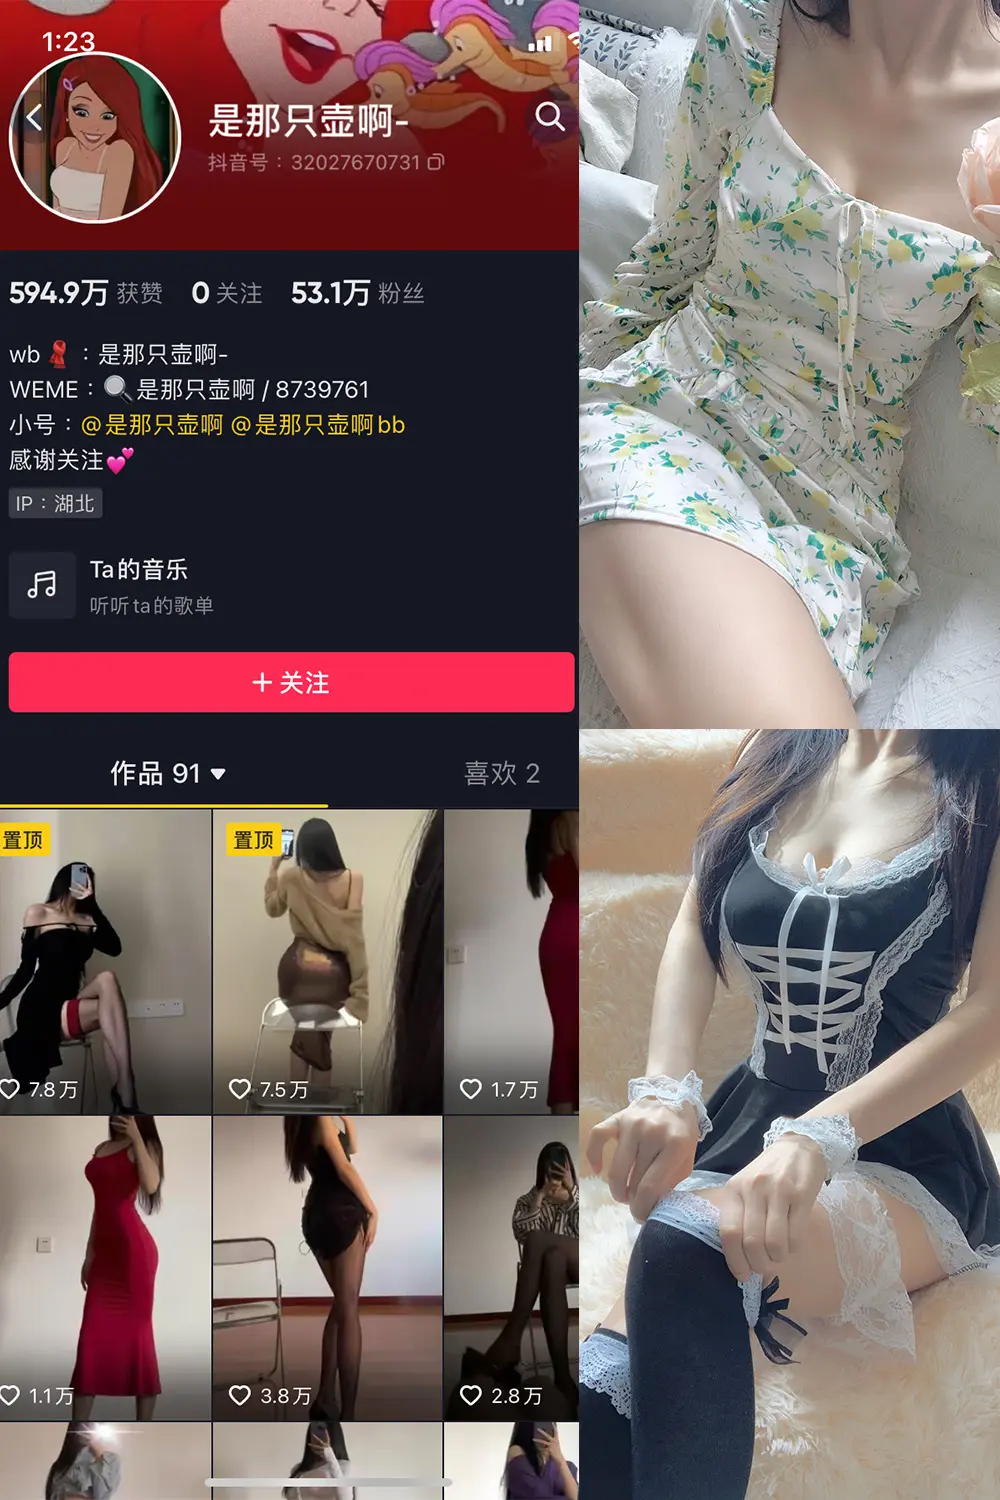 1:23
是那只壶啊-
抖音号：32027670731
594.9万 获赞 0 关注 53.1万 粉丝
wb：是那只壶啊-
WEME：是那只壶啊 / 8739761
小号：@是那只壶啊 @是那只壶啊bb
感谢关注
IP：湖北
Ta的音乐
听听ta的歌单
+ 关注
作品 91 喜欢 2
置顶 置顶
7.8万 7.5万 1.7万
1.1万 3.8万 2.8万